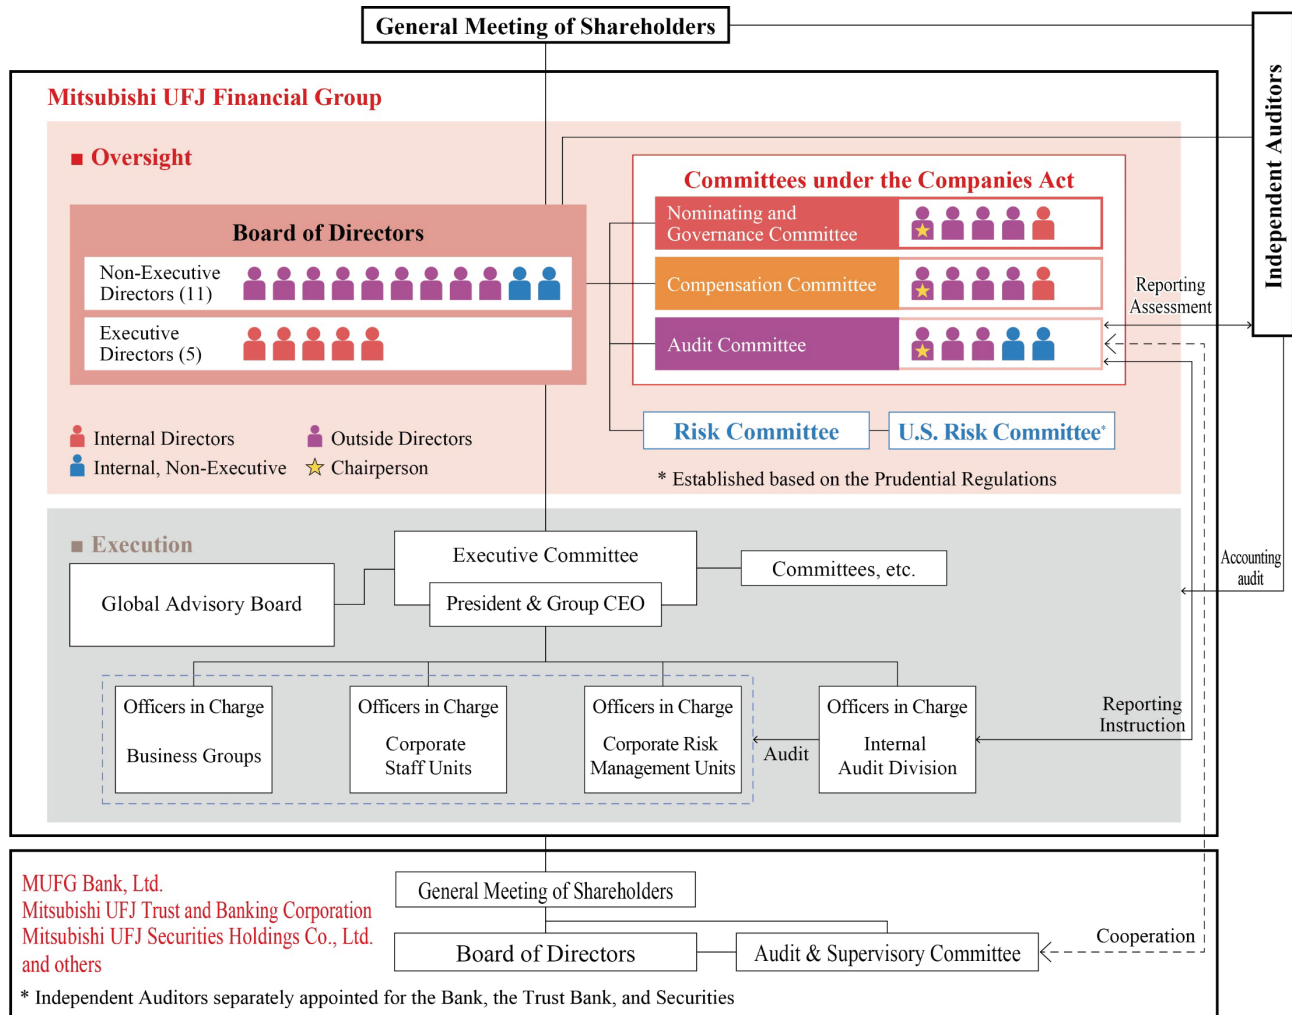 General Meeting of Shareholders
Independent Auditors
Mitsubishi UFJ Financial Group
■ Oversight
Board of Directors
Non-Executive
Directors (11)
Executive
Directors (5)
Committees under the Companies Act
Nominating and
Governance Committee
Compensation Committee
Audit Committee
Reporting
Assessment
Risk Committee
U.S. Risk Committee*
Internal Directors
Outside Directors
Internal, Non-Executive
Chairperson
* Established based on the Prudential Regulations
■ Execution
Executive Committee
President & Group CEO
Global Advisory Board
Committees, etc.
Accounting
audit
Officers in Charge
Business Groups
Officers in Charge
Corporate
Staff Units
Officers in Charge
Corporate Risk
Management Units
Audit
Officers in Charge
Internal
Audit Division
Reporting
Instruction
MUFG Bank, Ltd.
Mitsubishi UFJ Trust and Banking Corporation
Mitsubishi UFJ Securities Holdings Co., Ltd.
and others
General Meeting of Shareholders
Board of Directors
Audit & Supervisory Committee
Cooperation
* Independent Auditors separately appointed for the Bank, the Trust Bank, and Securities